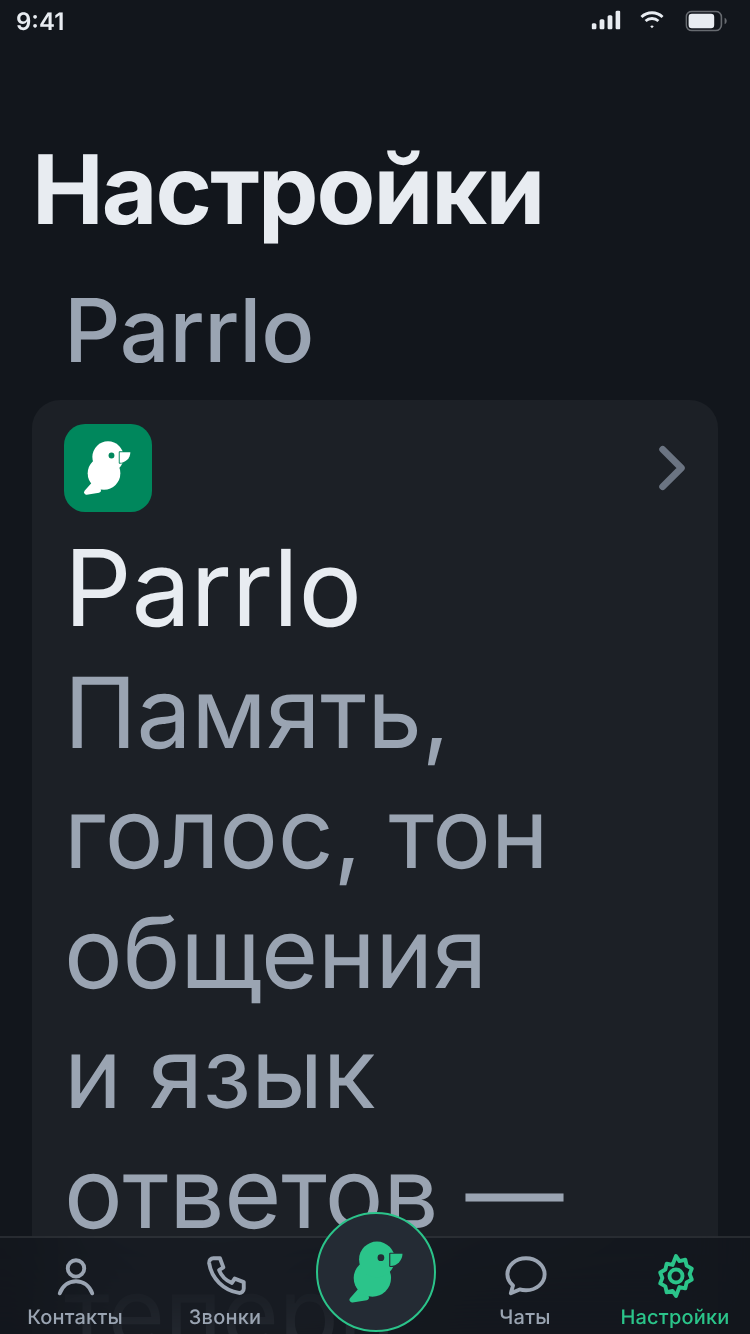 9:41
Настройки
Parrlo
Parrlo
Память,
голос, тон
общения
и язык
ответов —
Контакты
Звонки
Чаты
Настройки